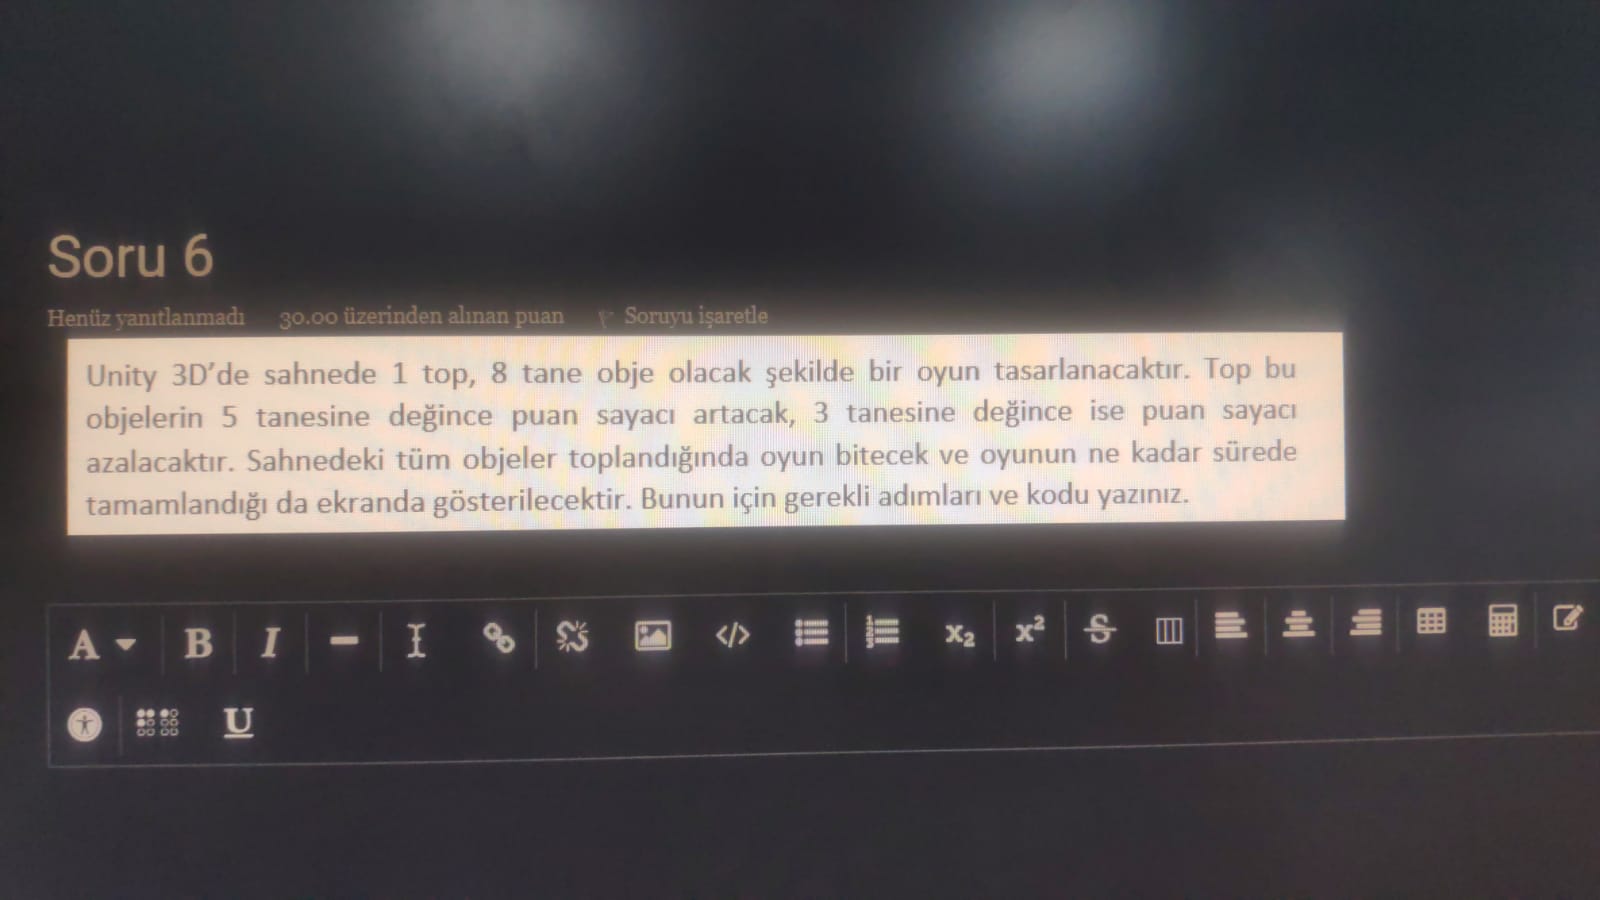 Soru 6
Henüz yanıtlanmadı 30.00 üzerinden alınan puan Soruyu işaretle
Unity 3D'de sahnede 1 top, 8 tane obje olacak şekilde bir oyun tasarlanacaktır. Top bu
objelerin 5 tanesine değince puan sayacı artacak, 3 tanesine değince ise puan sayacı
azalacaktır. Sahnedeki tüm objeler toplandığında oyun bitecek ve oyunun ne kadar sürede
tamamlandığı da ekranda gösterilecektir. Bunun için gerekli adımları ve kodu yazınız.
A B I x₂ x² S
U